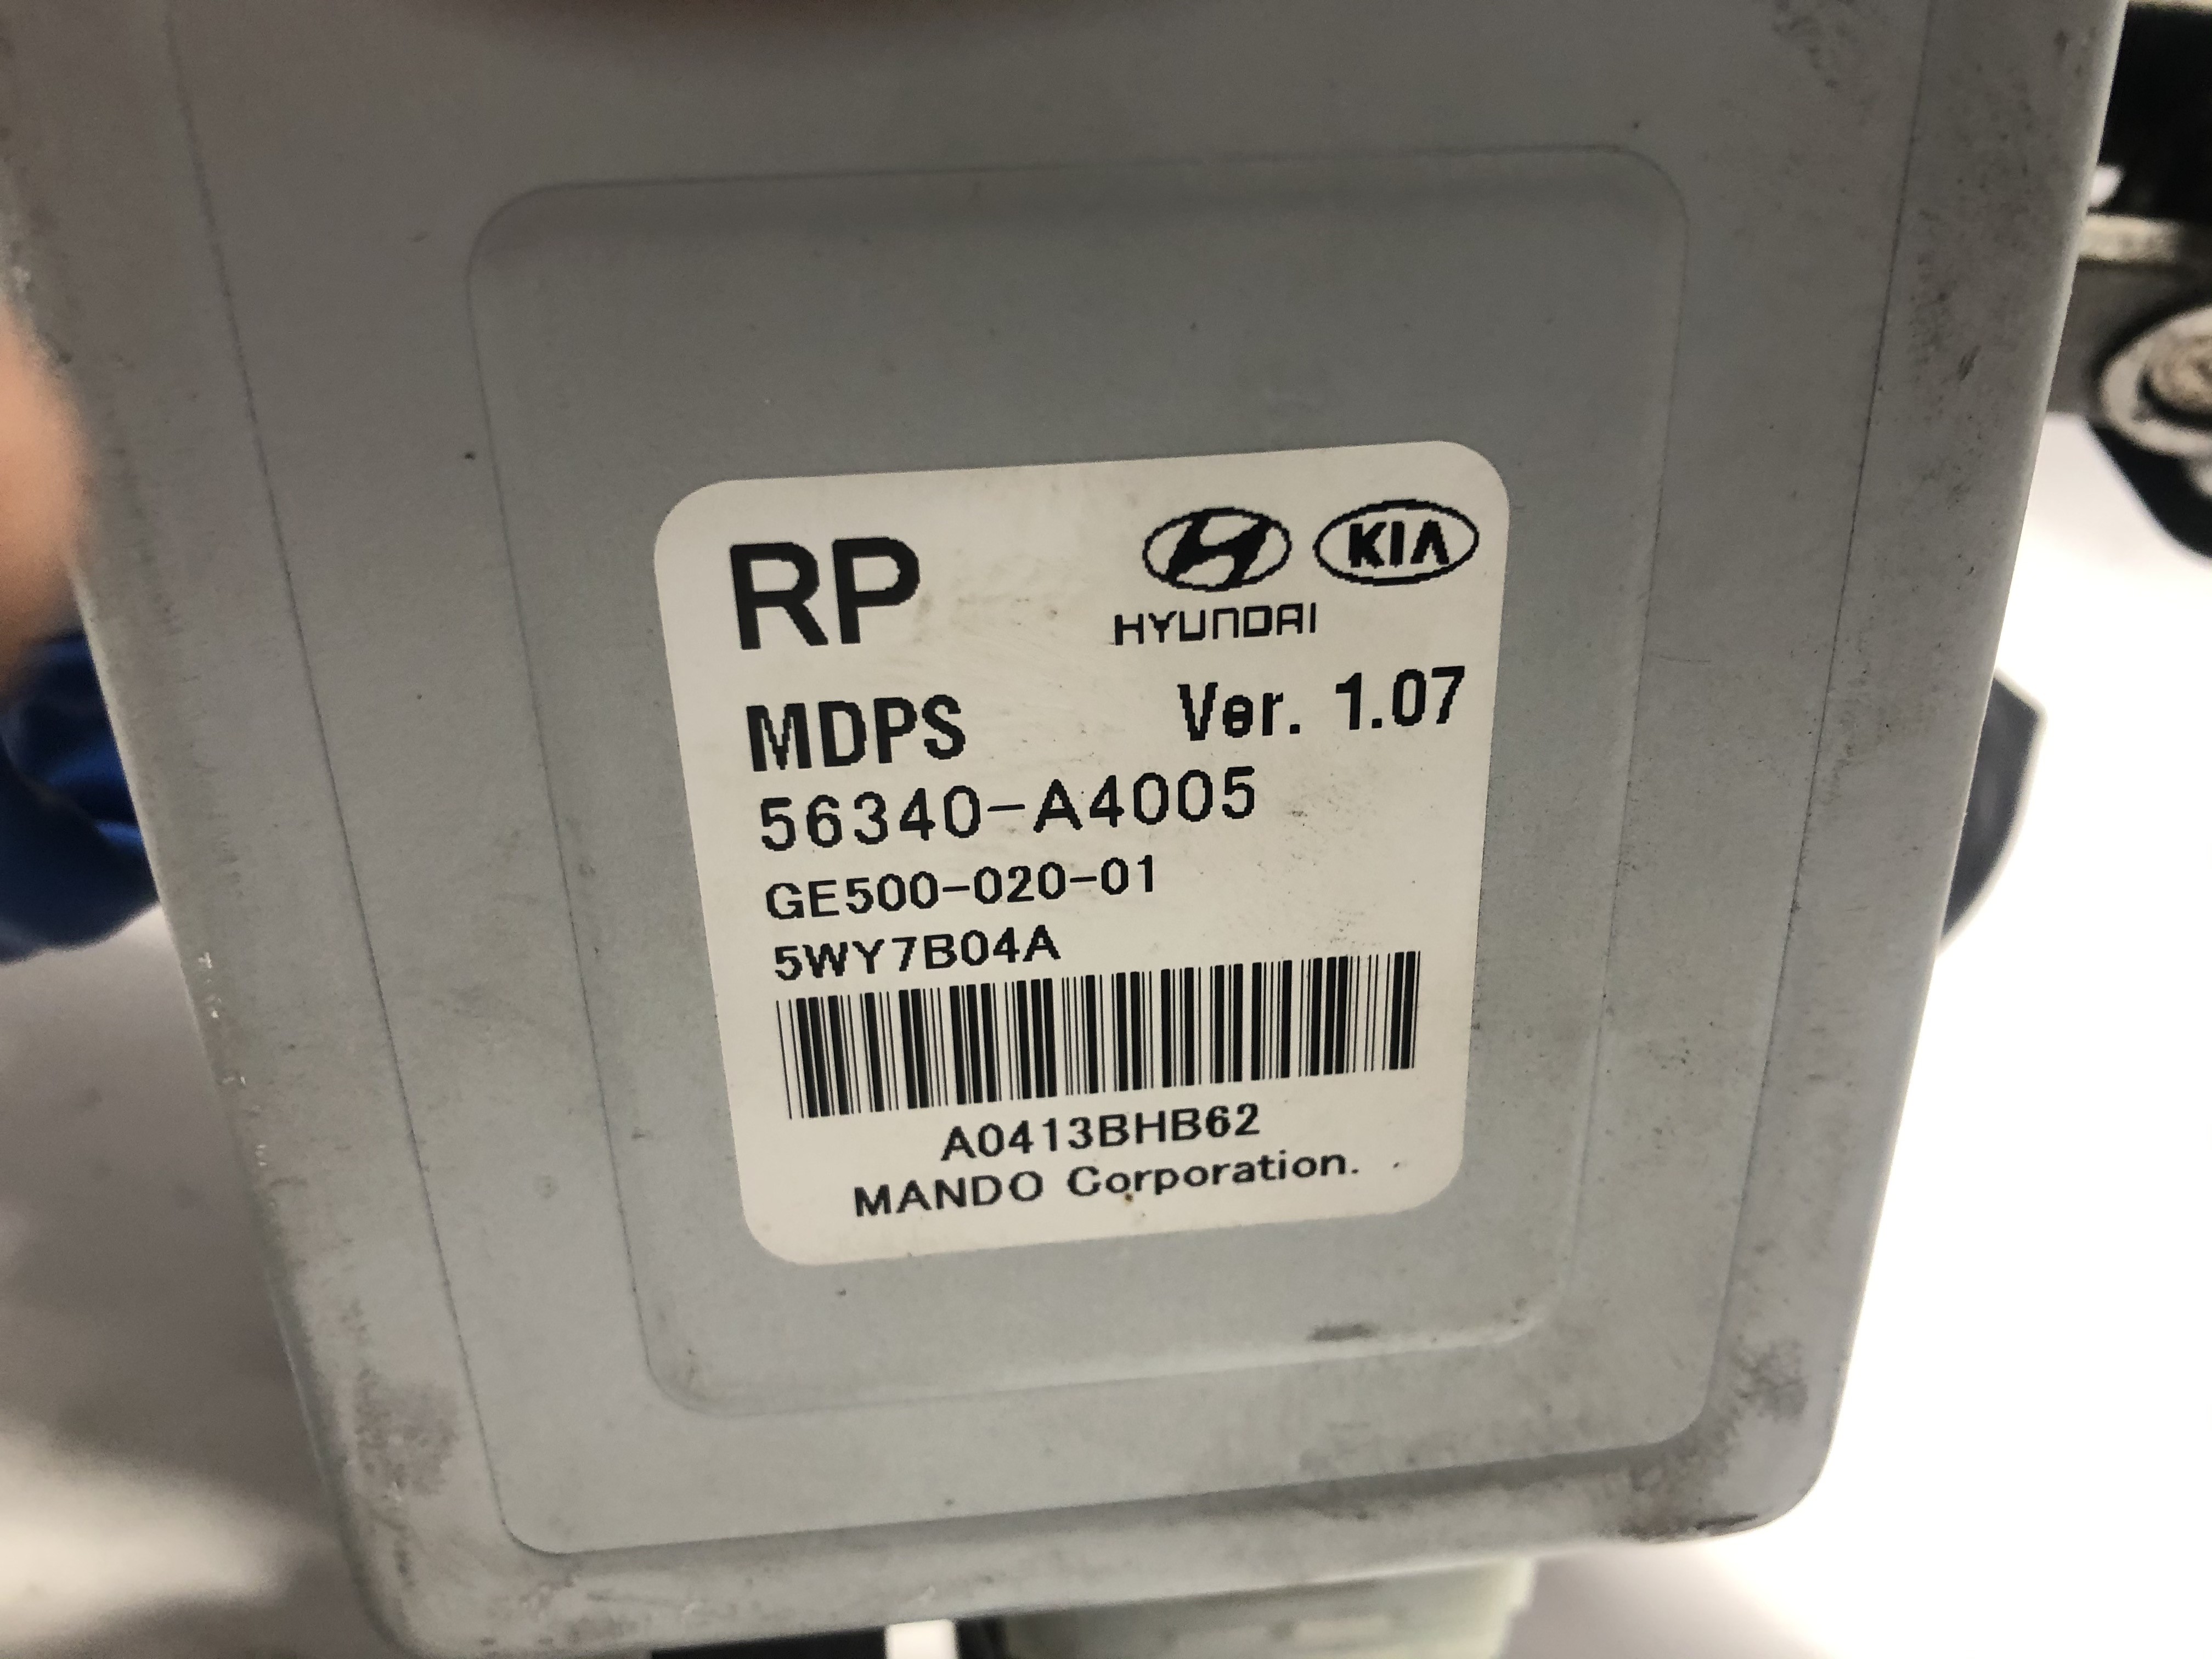 RP
KIA
HYUNDAI
MDPS Ver. 1.07
56340-A4005
GE500-020-01
5WY7B04A
A0413BHB62
MANDO Corporation.